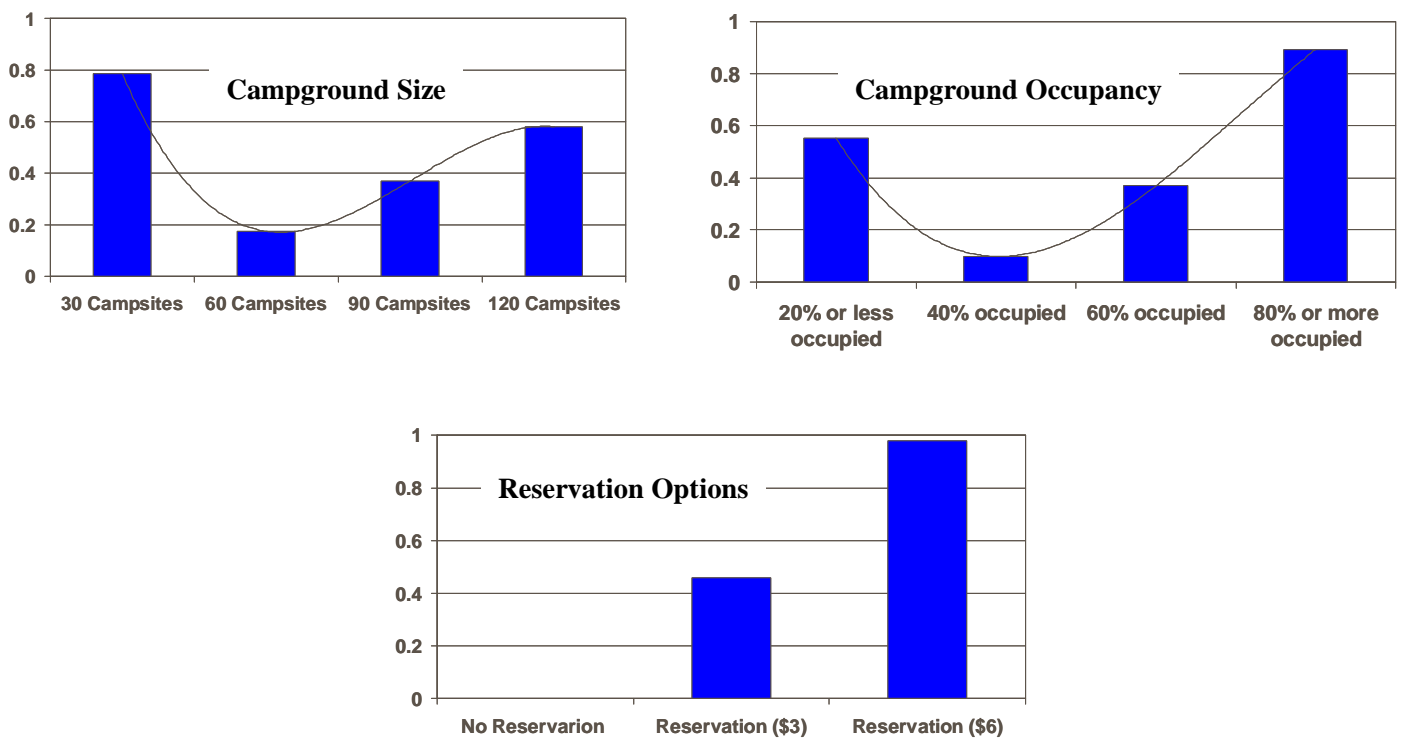 1
0.8
0.6
0.4
0.2
0
Campground Size
30 Campsites 60 Campsites 90 Campsites 120 Campsites
1
0.8
0.6
0.4
0.2
0
Campground Occupancy
20% or less 40% occupied 60% occupied 80% or more
occupied occupied
1
0.8
0.6
0.4
0.2
0
Reservation Options
No Reservarion Reservation ($3) Reservation ($6)